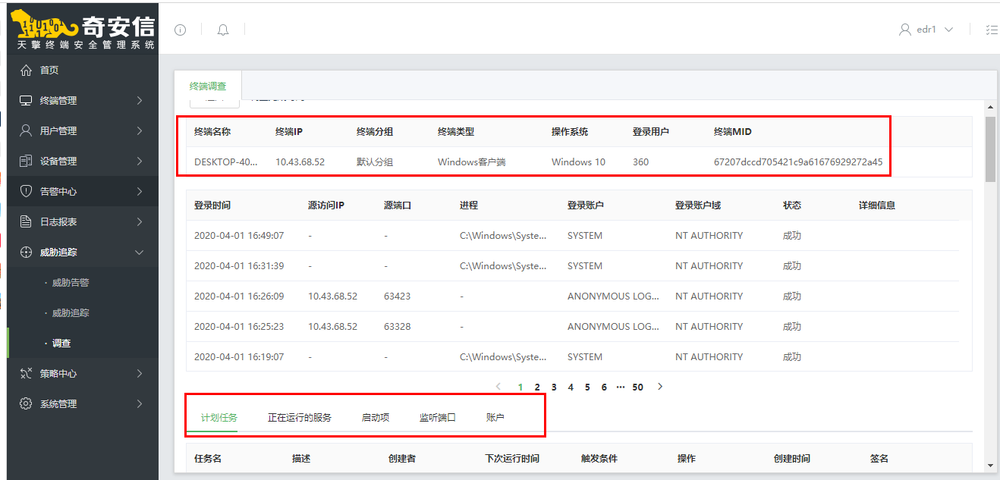 奇安信
天擎终端安全管理系统
edr1
首页
终端管理
用户管理
设备管理
告警中心
日志报表
威胁追踪
· 威胁告警
· 威胁追踪
· 调查
策略中心
系统管理
终端调查
终端名称 终端IP 终端分组 终端类型 操作系统 登录用户 终端MID
DESKTOP-40... 10.43.68.52 默认分组 Windows客户端 Windows 10 360 67207dccd705421c9a61676929272a45
登录时间 源访问IP 源端口 进程 登录账户 登录账户域 状态 详细信息
2020-04-01 16:49:07 - - C:\Windows\Syste... SYSTEM NT AUTHORITY 成功
2020-04-01 16:31:39 - - C:\Windows\Syste... SYSTEM NT AUTHORITY 成功
2020-04-01 16:26:09 10.43.68.52 63423 - ANONYMOUS LOG... NT AUTHORITY 成功
2020-04-01 16:25:23 10.43.68.52 63328 - ANONYMOUS LOG... NT AUTHORITY 成功
2020-04-01 16:19:07 - - C:\Windows\Syste... SYSTEM NT AUTHORITY 成功
< 1 2 3 4 5 6 ··· 50 >
计划任务 正在运行的服务 启动项 监听端口 账户
任务名 描述 创建者 下次运行时间 触发条件 操作 创建时间 签名